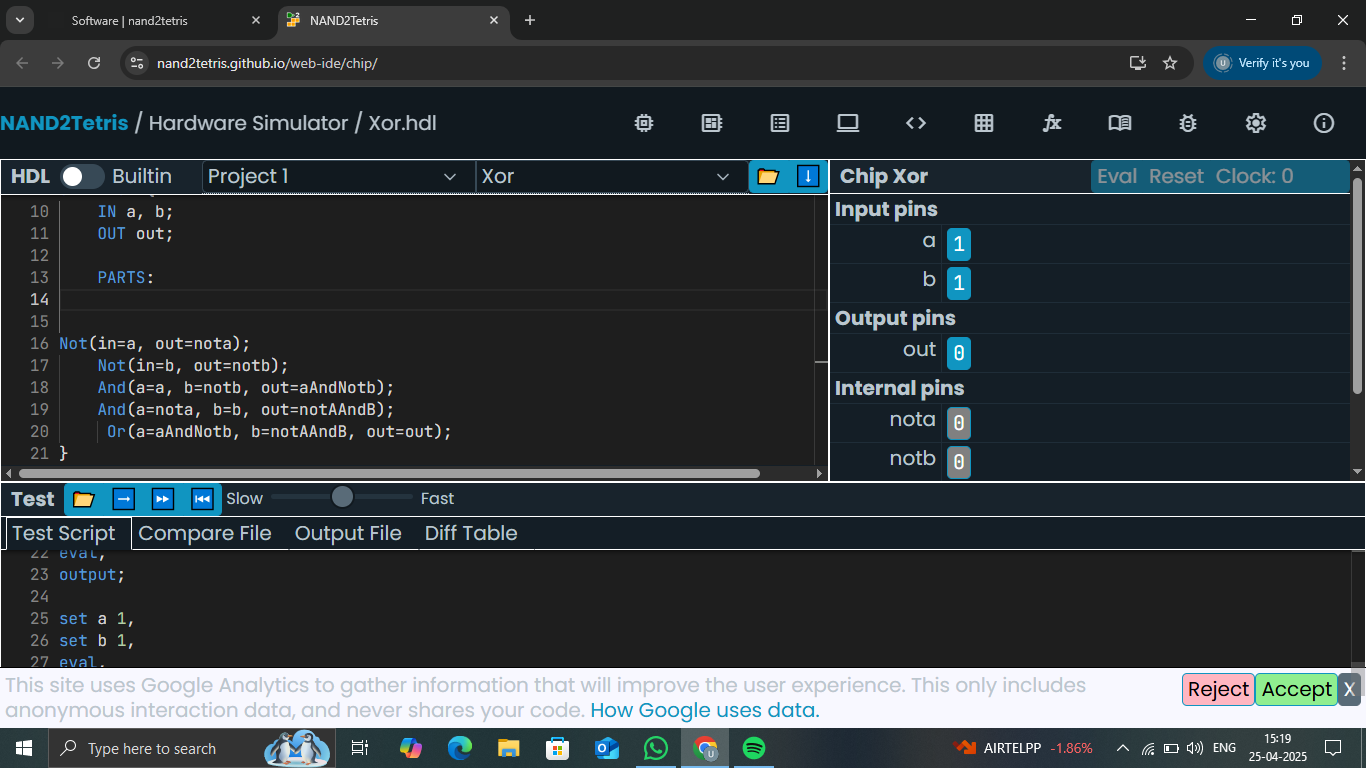 Software | nand2tetris
NAND2Tetris
nand2tetris.github.io/web-ide/chip/
U Verify it's you
NAND2Tetris / Hardware Simulator / Xor.hdl
HDL Builtin Project 1 Xor
Chip Xor Eval Reset Clock: 0
10 IN a, b;
11 OUT out;
12
13 PARTS:
14
15
16 Not(in=a, out=nota);
17 Not(in=b, out=notb);
18 And(a=a, b=notb, out=aAndNotb);
19 And(a=nota, b=b, out=notAAndB);
20 Or(a=aAndNotb, b=notAAndB, out=out);
21 }
Input pins
a 1
b 1
Output pins
out 0
Internal pins
nota 0
notb 0
Test Slow Fast
Test Script Compare File Output File Diff Table
22 eval,
23 output;
24
25 set a 1,
26 set b 1,
27 eval,
This site uses Google Analytics to gather information that will improve the user experience. This only includes
anonymous interaction data, and never shares your code. How Google uses data.
Reject Accept X
Type here to search
AIRTELPP -1.86%
ENG
15:19
25-04-2025